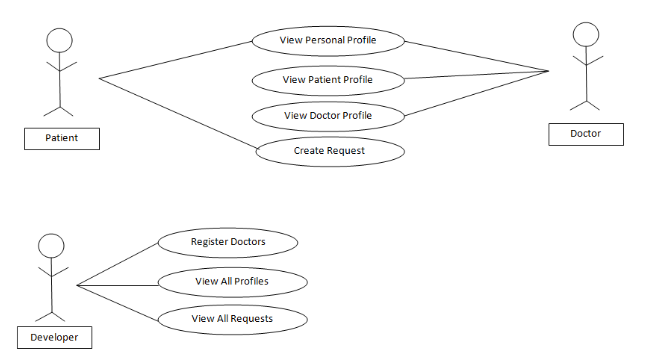 View Personal Profile
View Patient Profile
View Doctor Profile
Create Request
Patient
Doctor
Register Doctors
View All Profiles
View All Requests
Developer